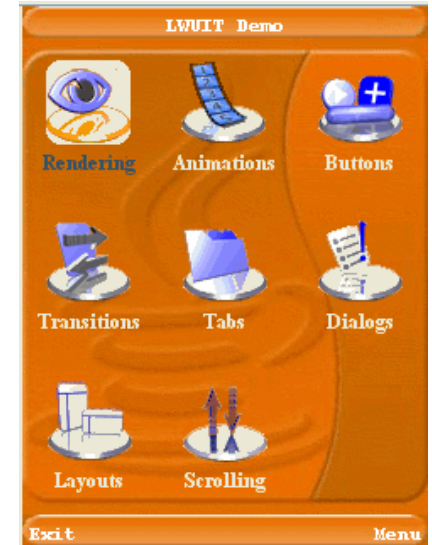 LWUIT Demo
Rendering Animations Buttons
Transitions Tabs Dialogs
Layouts Scrolling
Exit Menu